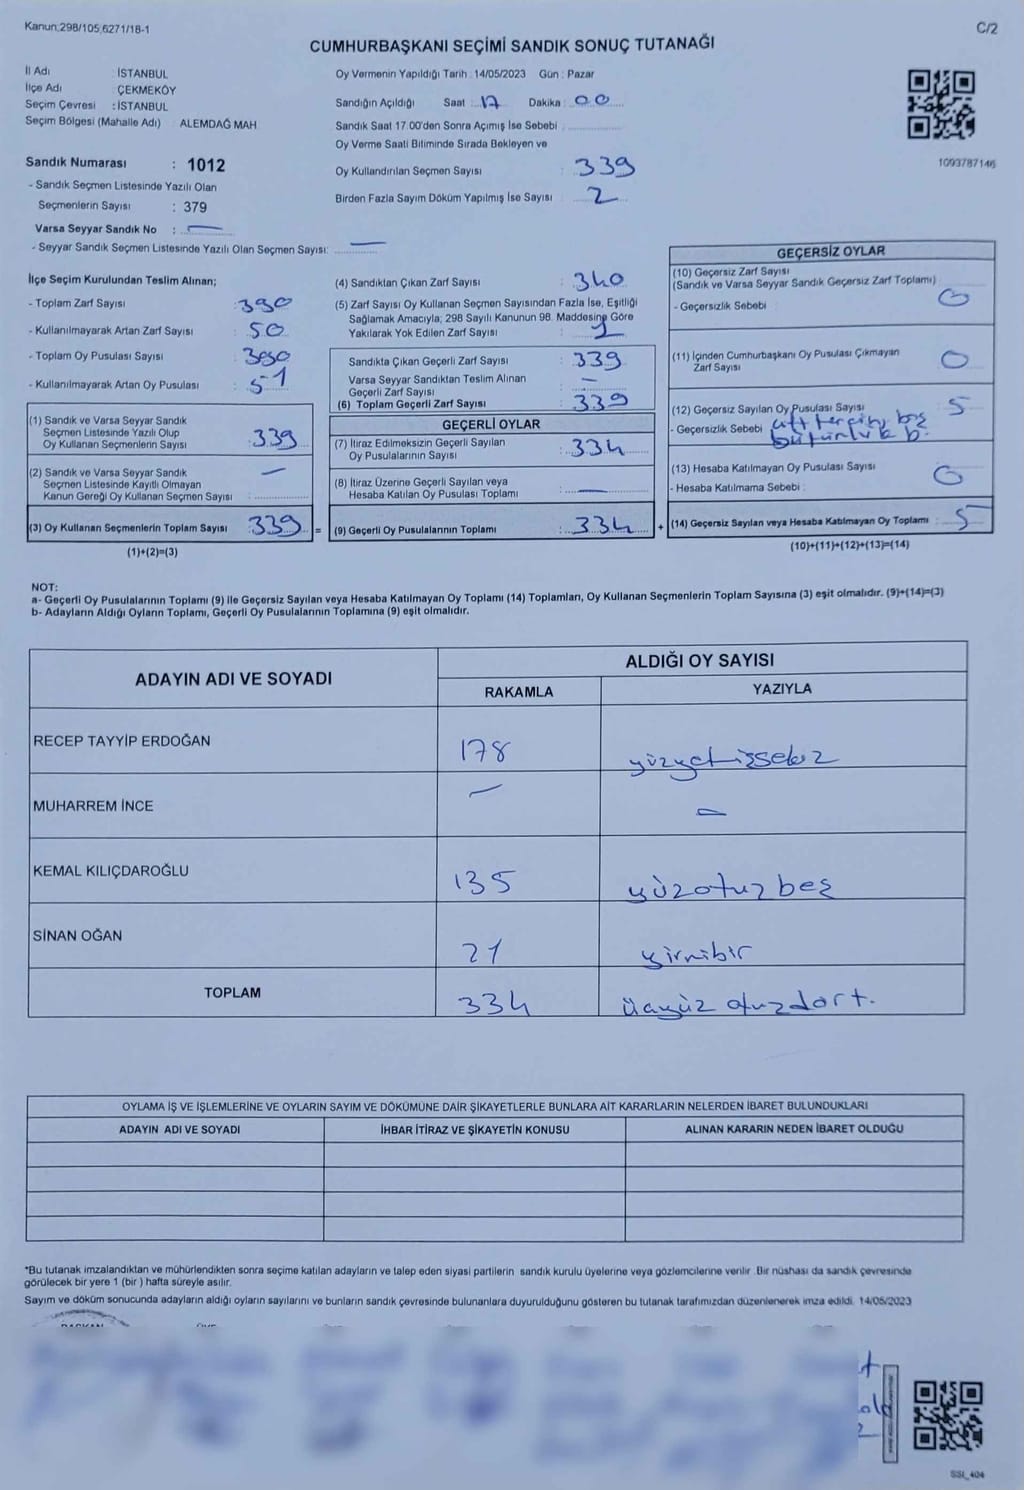 Kanun;298/105,6271/18-1
C/2
CUMHURBAŞKANI SEÇİMİ SANDIK SONUÇ TUTANAĞI
İl Adı : İSTANBUL
İlçe Adı : ÇEKMEKÖY
Seçim Çevresi : İSTANBUL
Seçim Bölgesi (Mahalle Adı) ALEMDAĞ MAH
Sandık Numarası : 1012
- Sandık Seçmen Listesinde Yazılı Olan
Seçmenlerin Sayısı : 379
Varsa Seyyar Sandık No : —
- Seyyar Sandık Seçmen Listesinde Yazılı Olan Seçmen Sayısı: —
Oy Vermenin Yapıldığı Tarih : 14/05/2023 Gün : Pazar
Sandığın Açıldığı Saat : 17 Dakika : 00
Sandık Saat 17.00'den Sonra Açımış İse Sebebi
Oy Verme Saati Bitiminde Sırada Bekleyen ve
Oy Kullandırılan Seçmen Sayısı : 339
Birden Fazla Sayım Döküm Yapılmış İse Sayısı : 2
1093787146
İlçe Seçim Kurulundan Teslim Alınan;
- Toplam Zarf Sayısı : 390
- Kullanılmayarak Artan Zarf Sayısı : 50
- Toplam Oy Pusulası Sayısı : 3090
- Kullanılmayarak Artan Oy Pusulası : 51
(1) Sandık ve Varsa Seyyar Sandık
Seçmen Listesinde Yazılı Olup
Oy Kullanan Seçmenlerin Sayısı : 339
(2) Sandık ve Varsa Seyyar Sandık
Seçmen Listesinde Kayıtlı Olmayan
Kanun Gereği Oy Kullanan Seçmen Sayısı : —
(3) Oy Kullanan Seçmenlerin Toplam Sayısı : 339 =
(1)+(2)=(3)
(4) Sandıktan Çıkan Zarf Sayısı : 340
(5) Zarf Sayısı Oy Kullanan Seçmen Sayısından Fazla İse, Eşitliği
Sağlamak Amacıyla; 298 Sayılı Kanunun 98. Maddesine Göre
Yakılarak Yok Edilen Zarf Sayısı : 1
Sandıkta Çıkan Geçerli Zarf Sayısı : 339
Varsa Seyyar Sandıktan Teslim Alınan
Geçerli Zarf Sayısı : —
(6) Toplam Geçerli Zarf Sayısı : 339
GEÇERLİ OYLAR
(7) İtiraz Edilmeksizin Geçerli Sayılan
Oy Pusulalarının Sayısı : 334
(8) İtiraz Üzerine Geçerli Sayılan veya
Hesaba Katılan Oy Pusulası Toplamı : —
(9) Geçerli Oy Pusulalarının Toplamı : 334 +
GEÇERSİZ OYLAR
(10) Geçersiz Zarf Sayısı
(Sandık ve Varsa Seyyar Sandık Geçersiz Zarf Toplamı)
- Geçersizlik Sebebi : 0
(11) İçinden Cumhurbaşkanı Oy Pusulası Çıkmayan
Zarf Sayısı 0
(12) Geçersiz Sayılan Oy Pusulası Sayısı 5
- Geçersizlik Sebebi çift tercih, boş
bütünlük b.
(13) Hesaba Katılmayan Oy Pusulası Sayısı 0
- Hesaba Katılmama Sebebi :
(14) Geçersiz Sayılan veya Hesaba Katılmayan Oy Toplamı : 5
(10)+(11)+(12)+(13)=(14)
NOT:
a- Geçerli Oy Pusulalarının Toplamı (9) ile Geçersiz Sayılan veya Hesaba Katılmayan Oy Toplamı (14) Toplamları, Oy Kullanan Seçmenlerin Toplam Sayısına (3) eşit olmalıdır. (9)+(14)=(3)
b- Adayların Aldığı Oyların Toplamı, Geçerli Oy Pusulalarının Toplamına (9) eşit olmalıdır.
ADAYIN ADI VE SOYADI
ALDIĞI OY SAYISI
RAKAMLA YAZIYLA
RECEP TAYYİP ERDOĞAN 178 yüzyetişsekiz
MUHARREM İNCE — —
KEMAL KILIÇDAROĞLU 135 yüzotuzbeş
SİNAN OĞAN 21 yirmibir
TOPLAM 334 üçyüz otuzdört.
OYLAMA İŞ VE İŞLEMLERİNE VE OYLARIN SAYIM VE DÖKÜMÜNE DAİR ŞİKAYETLERLE BUNLARA AİT KARARLARIN NELERDEN İBARET BULUNDUKLARI
ADAYIN ADI VE SOYADI İHBAR İTİRAZ VE ŞİKAYETİN KONUSU ALINAN KARARIN NEDEN İBARET OLDUĞU
*Bu tutanak imzalandıktan ve mühürlendikten sonra seçime katılan adayların ve talep eden siyasi partilerin sandık kurulu üyelerine veya gözlemcilerine verilir. Bir nüshası da sandık çevresinde
görülecek bir yere 1 (bir ) hafta süreyle asılır.
Sayım ve döküm sonucunda adayların aldığı oyların sayılarını ve bunların sandık çevresinde bulunanlara duyurulduğunu gösteren bu tutanak tarafımızdan düzenlenerek imza edildi. 14/05/2023
SSI_404